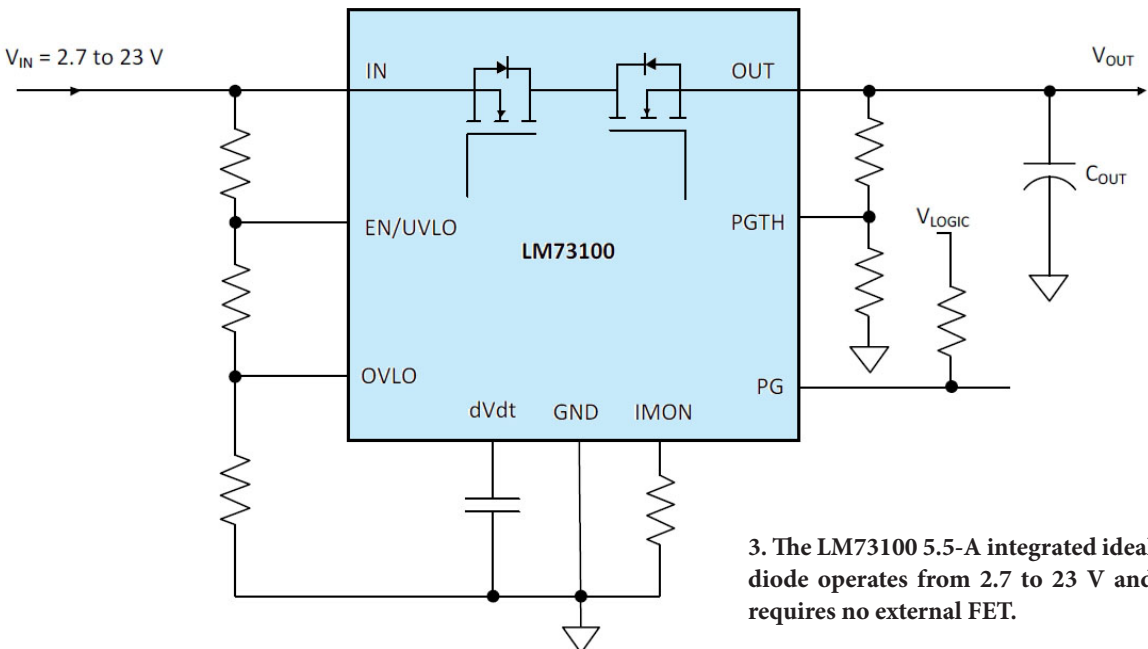 V_IN = 2.7 to 23 V
IN
OUT
V_OUT
C_OUT
EN/UVLO
PGTH
V_LOGIC
LM73100
OVLO
PG
dVdt
GND
IMON
3. The LM73100 5.5-A integrated ideal
diode operates from 2.7 to 23 V and
requires no external FET.